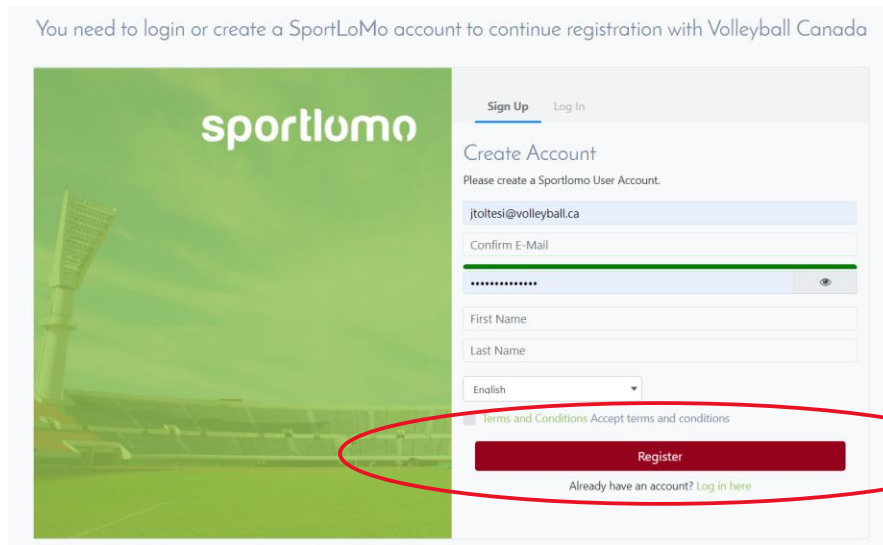 You need to login or create a SportLoMo account to continue registration with Volleyball Canada
sportlomo
Sign Up Log In
Create Account
Please create a Sportlomo User Account.
jtoltesi@volleyball.ca
Confirm E-Mail
••••••••••••••
First Name
Last Name
English
Terms and Conditions Accept terms and conditions
Register
Already have an account? Log in here